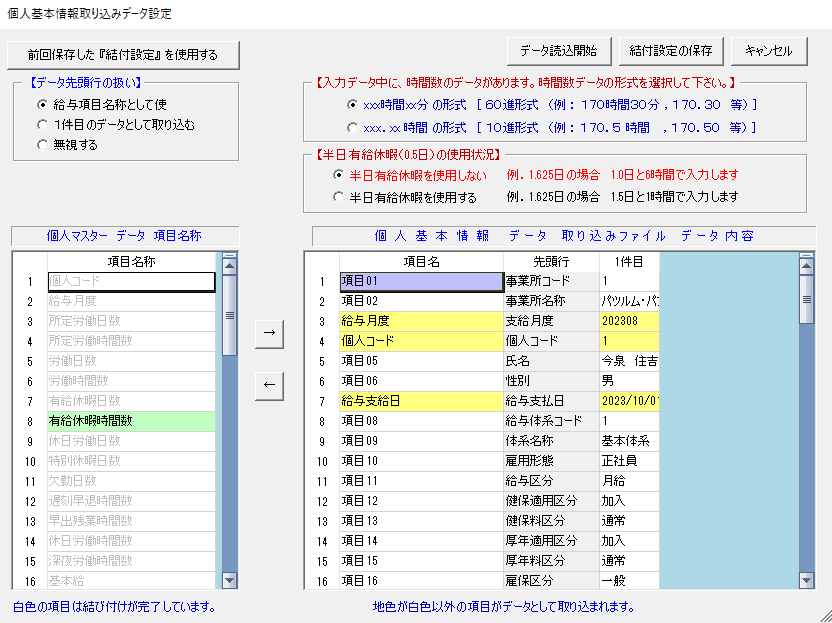 個人基本情報取り込みデータ設定
前回保存した『結付設定』を使用する
データ読込開始
結付設定の保存
キャンセル
【データ先頭行の扱い】
給与項目名称として使
1件目のデータとして取り込む
無視する
【入力データ中に、時間数のデータがあります。時間数データの形式を選択して下さい。】
xxx時間xx分 の形式 [ 60進形式 (例: 170時間30分 , 170.30 等) ]
xxx.xx 時間 の形式 [ 10進形式 (例: 170.5 時間 , 170.50 等) ]
【半日有給休暇(0.5日)の使用状況】
半日有給休暇を使用しない 例. 1.625日の場合 1.0日と6時間で入力します
半日有給休暇を使用する 例. 1.625日の場合 1.5日と1時間で入力します
個人マスター データ 項目名称
項目名称
1 個人コード
2 給与月度
3 所定労働日数
4 所定労働時間数
5 労働日数
6 労働時間数
7 有給休暇日数
8 有給休暇時間数
9 休日労働日数
10 特別休暇日数
11 欠勤日数
12 遅刻早退時間数
13 早出残業時間数
14 休日労働時間数
15 深夜労働時間数
16 基本給
白色の項目は結び付けが完了しています。
→
←
個 人 基 本 情 報 データ 取り込みファイル データ内容
項目名 先頭行 1件目
1 項目01 事業所コード 1
2 項目02 事業所名称 パツルム・パ
3 給与月度 支給月度 202308
4 個人コード 個人コード 1
5 項目05 氏名 今泉 住吉
6 項目06 性別 男
7 給与支給日 給与支払日 2023/10/01
8 項目08 給与体系コード 1
9 項目09 体系名称 基本体系
10 項目10 雇用形態 正社員
11 項目11 給与区分 月給
12 項目12 健保適用区分 加入
13 項目13 健保料区分 通常
14 項目14 厚年適用区分 加入
15 項目15 厚年料区分 通常
16 項目16 雇保区分 一般
地色が白色以外の項目がデータとして取り込まれます。